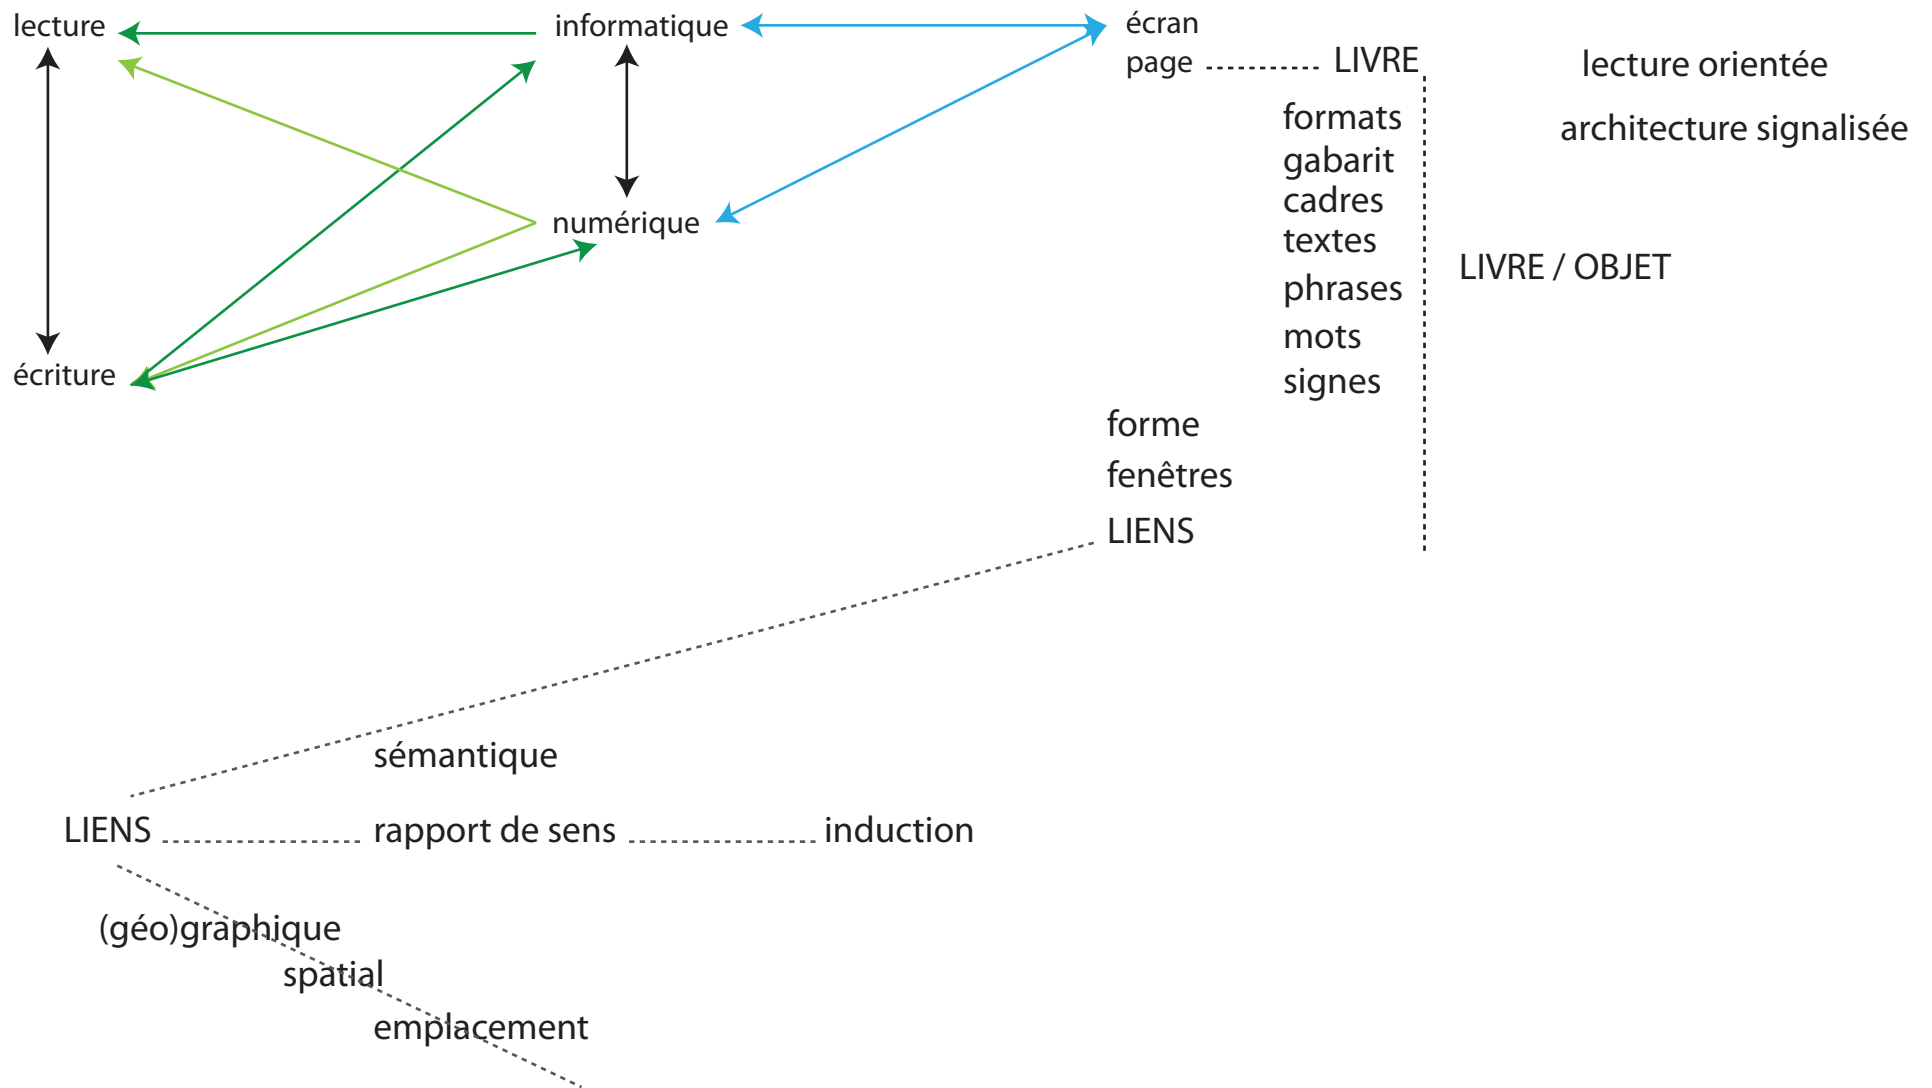 lecture
informatique
écran
page
LIVRE
lecture orientée
architecture signalisée
formats
gabarit
cadres
textes
phrases
mots
signes
numérique
LIVRE / OBJET
écriture
forme
fenêtres
LIENS
sémantique
LIENS
rapport de sens
induction
(géo)graphique
spatial
emplacement